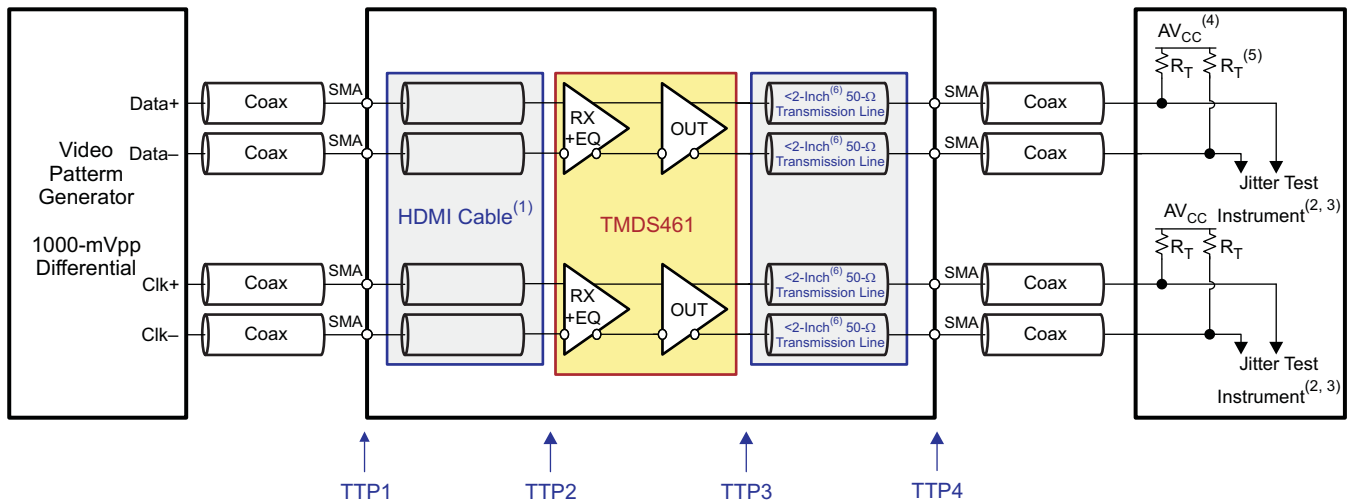 Video
Patterm
Generator
1000-mVpp
Differential
Data+
Data–
Clk+
Clk–
Coax
Coax
Coax
Coax
SMA
SMA
SMA
SMA
HDMI Cable(1)
RX
+EQ
OUT
TMDS461
RX
+EQ
OUT
<2-Inch(6) 50-Ω
Transmission Line
<2-Inch(6) 50-Ω
Transmission Line
<2-Inch(6) 50-Ω
Transmission Line
<2-Inch(6) 50-Ω
Transmission Line
SMA
SMA
SMA
SMA
Coax
Coax
Coax
Coax
AVCC(4)
RT
RT(5)
Jitter Test
Instrument(2, 3)
AVCC
RT
RT
Jitter Test
Instrument(2, 3)
TTP1
TTP2
TTP3
TTP4